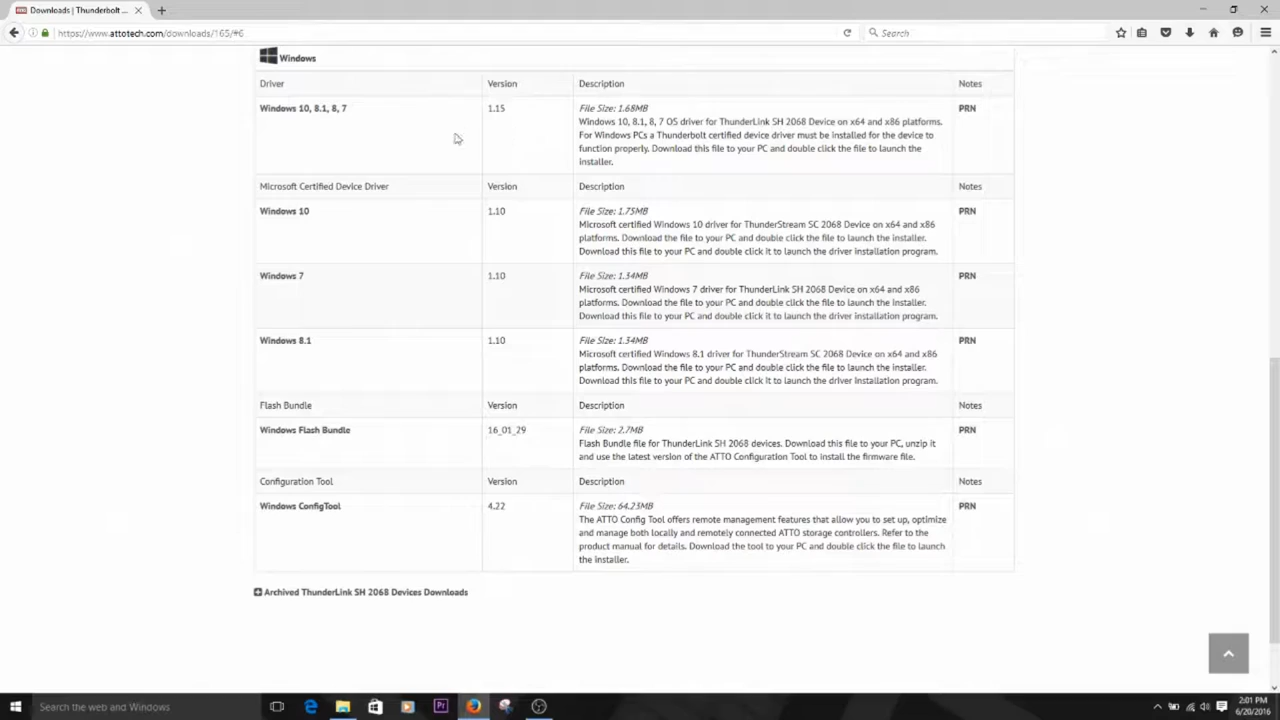 Downloads | Thunderbolt ...
https://www.attotech.com/downloads/165/#6
Search
Windows
Driver Version Description Notes
Windows 10, 8.1, 8, 7 1.15 File Size: 1.68MB PRN
Windows 10, 8.1, 8, 7 OS driver for ThunderLink SH 2068 Device on x64 and x86 platforms.
For Windows PCs a Thunderbolt certified device driver must be installed for the device to
function properly. Download this file to your PC and double click the file to launch the
installer.
Microsoft Certified Device Driver Version Description Notes
Windows 10 1.10 File Size: 1.75MB PRN
Microsoft certified Windows 10 driver for ThunderStream SC 2068 Device on x64 and x86
platforms. Download the file to your PC and double click the file to launch the installer.
Download this file to your PC and double click it to launch the driver installation program.
Windows 7 1.10 File Size: 1.34MB PRN
Microsoft certified Windows 7 driver for ThunderLink SH 2068 Device on x64 and x86
platforms. Download the file to your PC and double click the file to launch the installer.
Download this file to your PC and double click it to launch the driver installation program.
Windows 8.1 1.10 File Size: 1.34MB PRN
Microsoft certified Windows 8.1 driver for ThunderStream SC 2068 Device on x64 and x86
platforms. Download the file to your PC and double click the file to launch the installer.
Download this file to your PC and double click it to launch the driver installation program.
Flash Bundle Version Description Notes
Windows Flash Bundle 16_01_29 File Size: 2.7MB PRN
Flash Bundle file for ThunderLink SH 2068 devices. Download this file to your PC, unzip it
and use the latest version of the ATTO Configuration Tool to install the firmware file.
Configuration Tool Version Description Notes
Windows ConfigTool 4.22 File Size: 64.23MB PRN
The ATTO Config Tool offers remote management features that allow you to set up, optimize
and manage both locally and remotely connected ATTO storage controllers. Refer to the
product manual for details. Download the tool to your PC and double click the file to launch
the installer.
Archived ThunderLink SH 2068 Devices Downloads
Search the web and Windows
Pr
2:01 PM
6/20/2016